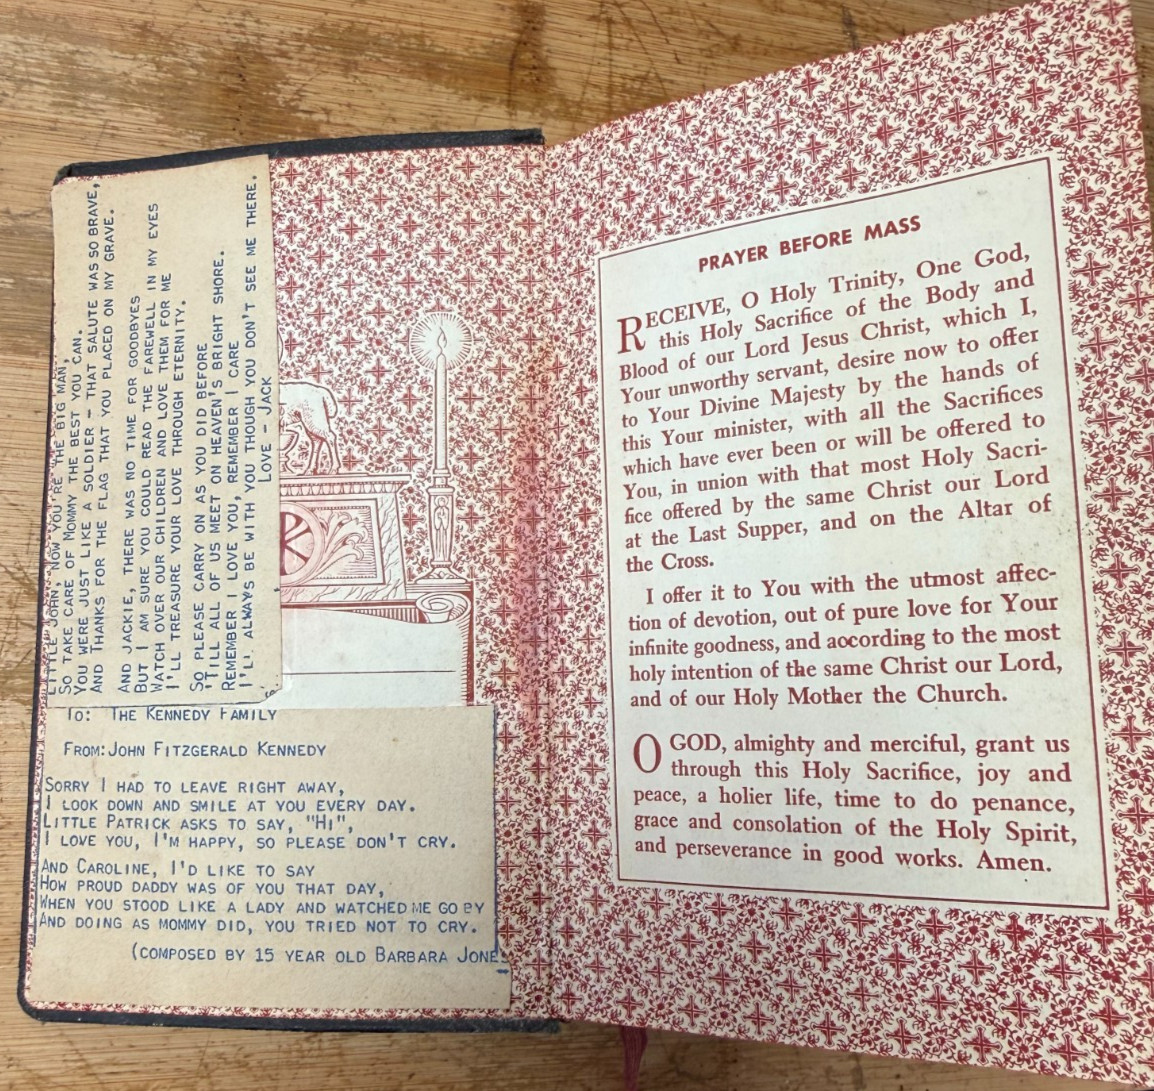 To: The Kennedy Family
From: John Fitzgerald Kennedy
Sorry I had to leave right away,
I look down and smile at you every day.
Little Patrick asks to say, "Hi",
I love you, I'm happy, so please don't cry.
And Caroline, I'd like to say
How proud Daddy was of you that day,
When you stood like a lady and watched me go by
And doing as mommy did, you tried not to cry.
(composed by 15 year old Barbara Jones
Little John, now you're the big man,
So take care of Mommy the best you can.
You were just like a soldier – that salute was so brave,
And thanks for the flag that you placed on my grave.
And Jackie, there was no time for goodbyes
But I am sure you could read the farewell in my eyes
Watch over our children and love them for me
I'll treasure your love through eternity.
So please carry on as you did before
'Till all of us meet on heaven's bright shore.
Remember I love you, remember I care
I'll always be with you though you don't see me there.
Love – Jack
PRAYER BEFORE MASS
RECEIVE, O Holy Trinity, One God,
this Holy Sacrifice of the Body and
Blood of our Lord Jesus Christ, which I,
Your unworthy servant, desire now to offer
to Your Divine Majesty by the hands of
this Your minister, with all the Sacrifices
which have ever been or will be offered to
You, in union with that most Holy Sacri-
fice offered by the same Christ our Lord
at the Last Supper, and on the Altar of
the Cross.
I offer it to You with the utmost affec-
tion of devotion, out of pure love for Your
infinite goodness, and according to the most
holy intention of the same Christ our Lord,
and of our Holy Mother the Church.
O GOD, almighty and merciful, grant us
through this Holy Sacrifice, joy and
peace, a holier life, time to do penance,
grace and consolation of the Holy Spirit,
and perseverance in good works. Amen.